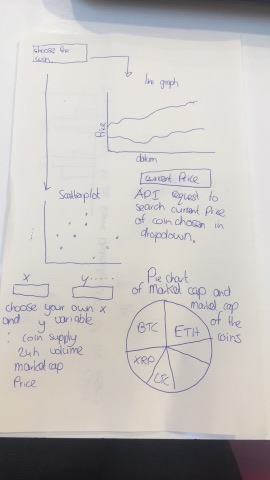 choose the
coin
line graph
Price
datum
current Price
API request to
search current Price
of coin chosen in
dropdown.
Scatterplot
x
y
choose your own x
and y variable
: coin supply
24h volume
marketcap
Price
Pie chart
of market cap and
market cap
of the
coins
BTC
ETH
XRP
LTC